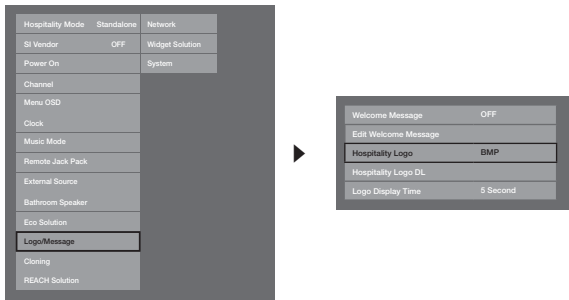 Hospitality Mode Standalone Network
SI Vendor OFF Widget Solution
Power On System
Channel
Menu OSD
Clock
Music Mode
Remote Jack Pack
External Source
Bathroom Speaker
Eco Solution
Logo/Message
Cloning
REACH Solution
Welcome Message OFF
Edit Welcome Message
Hospitality Logo BMP
Hospitality Logo DL
Logo Display Time 5 Second